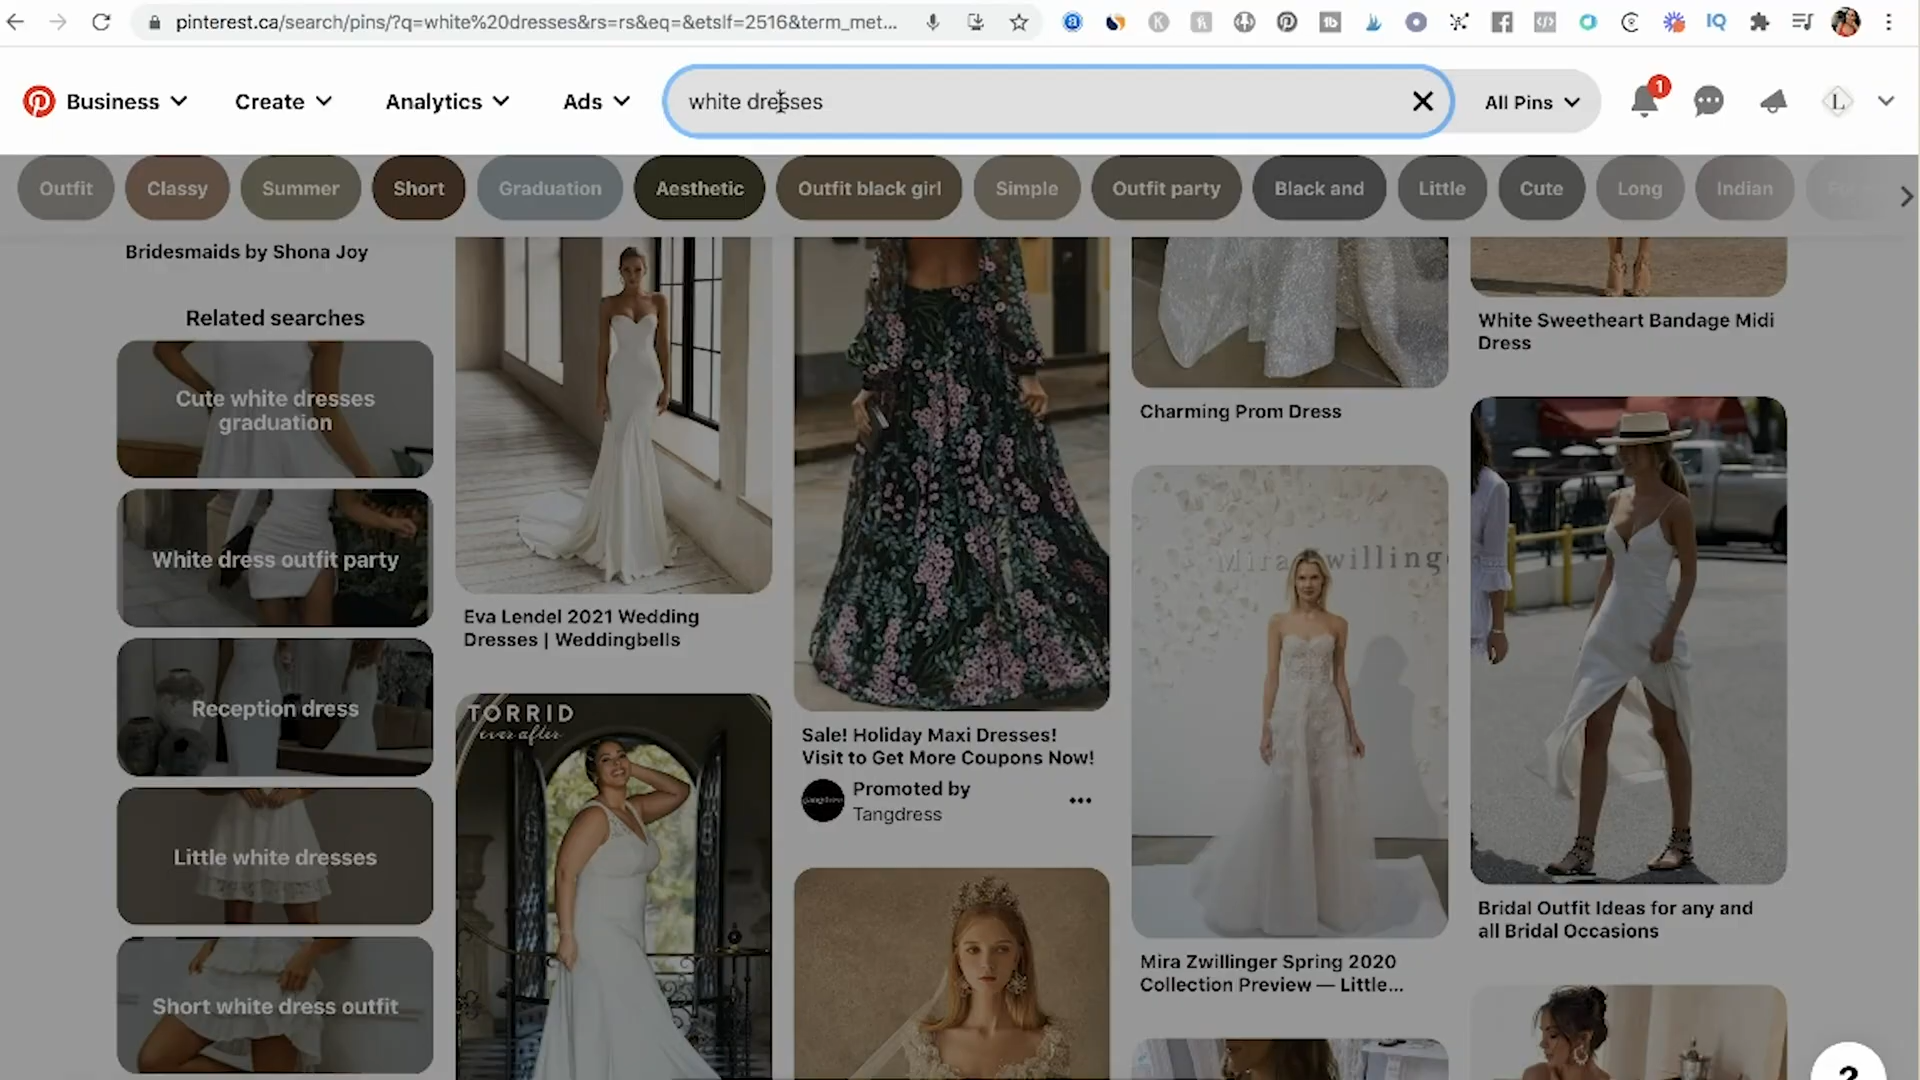 pinterest.ca/search/pins/?q=white%20dresses&rs=rs&eq=&etslf=2516&term_met...
Business
Create
Analytics
Ads
white dresses
All Pins
1
L
Outfit
Classy
Summer
Short
Graduation
Aesthetic
Outfit black girl
Simple
Outfit party
Black and
Little
Cute
Long
Indian
Bridesmaids by Shona Joy
Related searches
Cute white dresses
graduation
White dress outfit party
Reception dress
Little white dresses
Short white dress outfit
Eva Lendel 2021 Wedding
Dresses | Weddingbells
TORRID
ever after
Sale! Holiday Maxi Dresses!
Visit to Get More Coupons Now!
Promoted by
Tangdress
Charming Prom Dress
Mira Zwilling
Mira Zwillinger Spring 2020
Collection Preview — Little...
White Sweetheart Bandage Midi
Dress
Bridal Outfit Ideas for any and
all Bridal Occasions
?